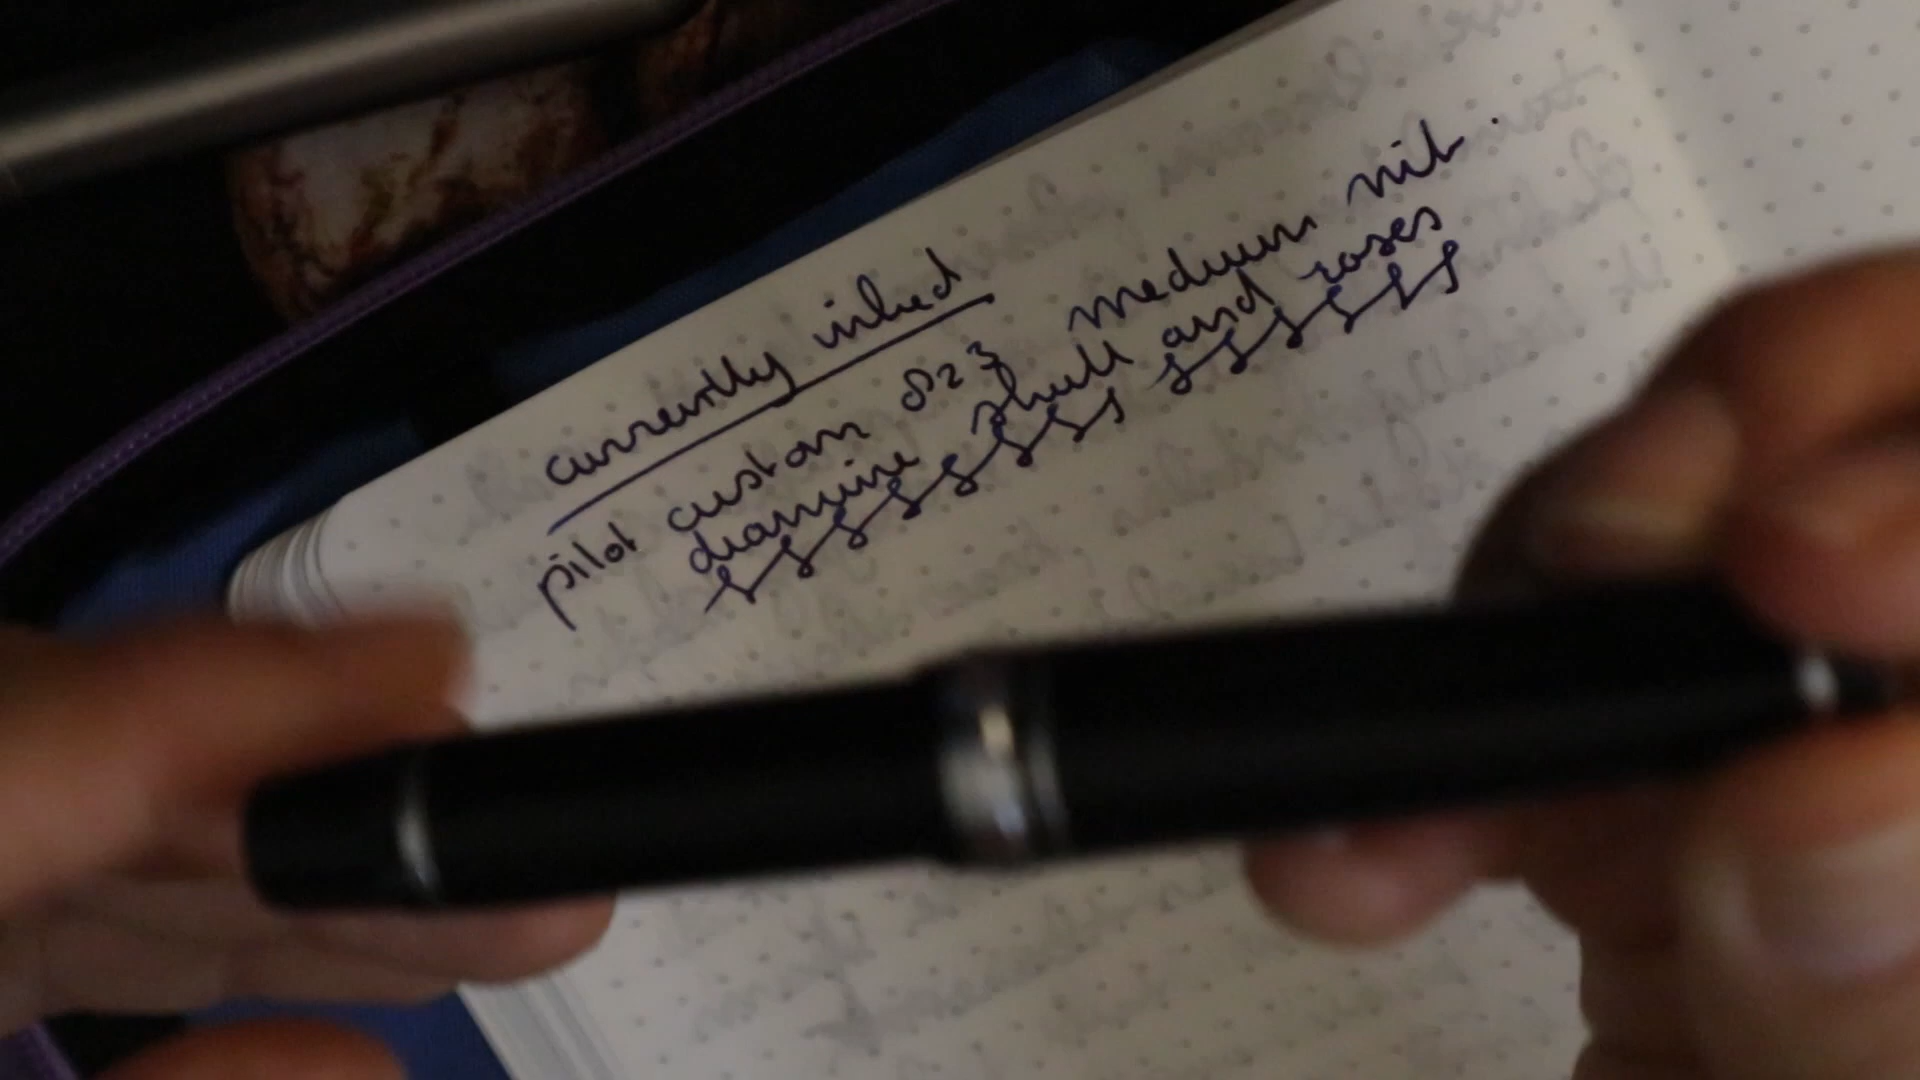 currently inked
pilot custom 823 medium nib.
diamine skull and roses